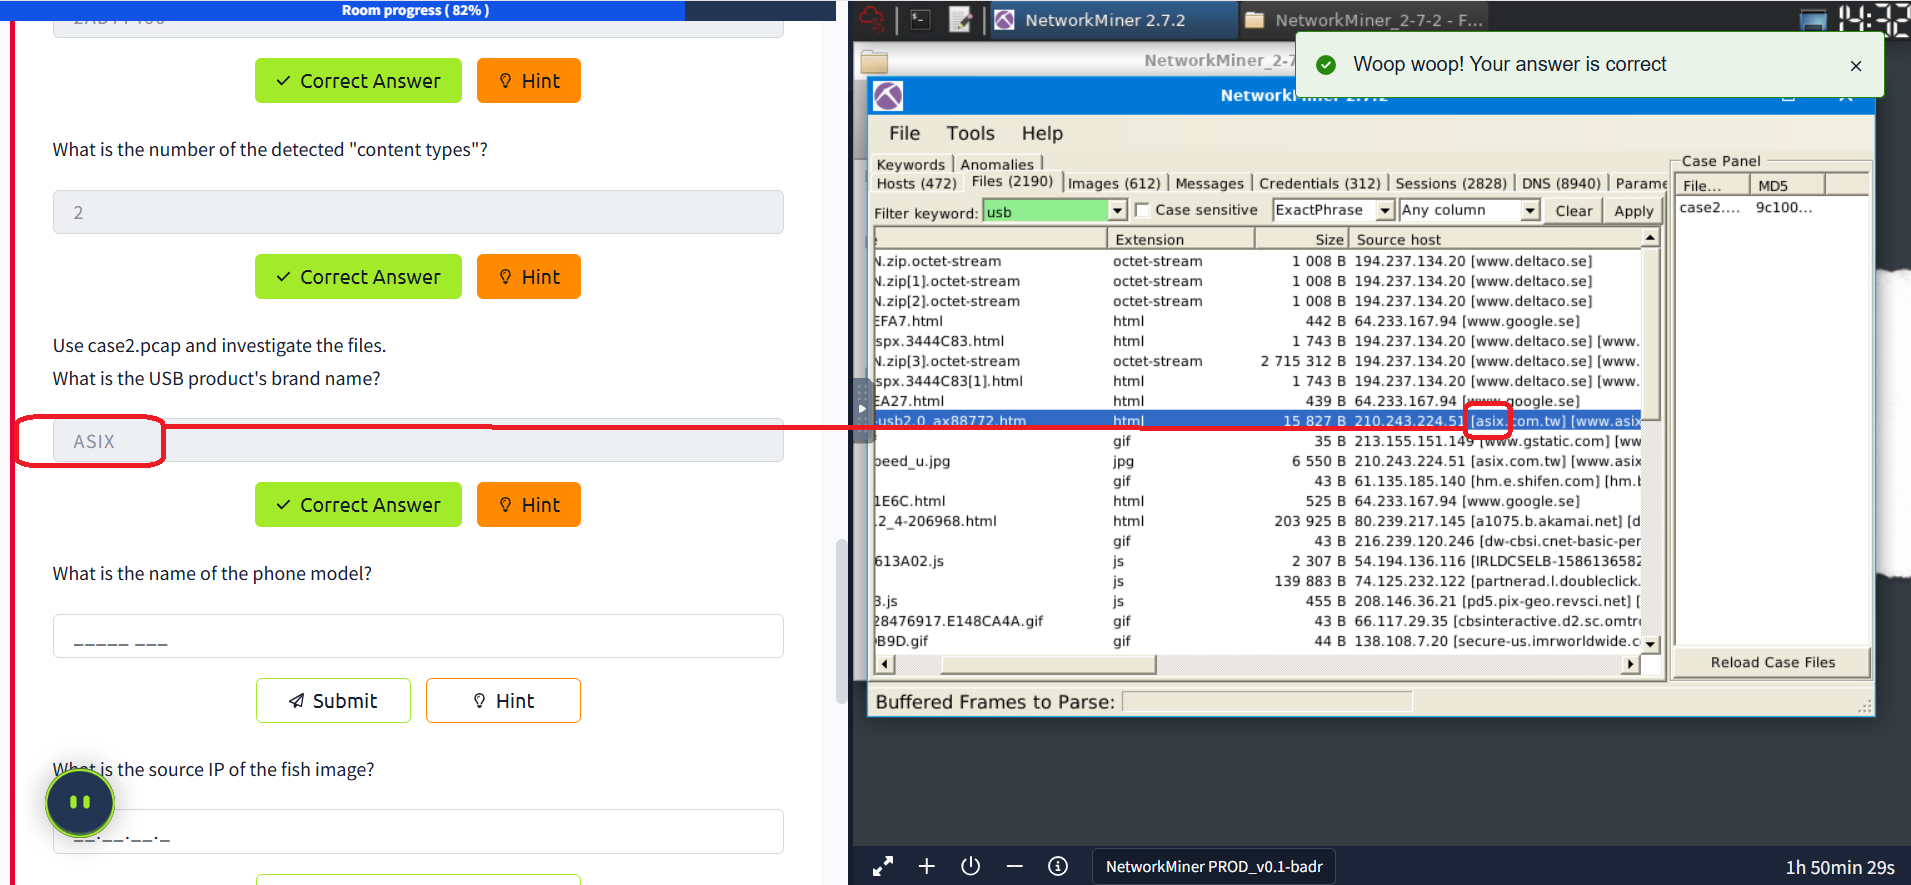 Room progress ( 82% )
Correct Answer
Hint
What is the number of the detected "content types"?
2
Correct Answer
Hint
Use case2.pcap and investigate the files.
What is the USB product's brand name?
ASIX
Correct Answer
Hint
What is the name of the phone model?
_____ ___
Submit
Hint
What is the source IP of the fish image?
__.__.__._
NetworkMiner 2.7.2
NetworkMiner_2-7-2 - F...
14:32
NetworkMiner_2-7
Woop woop! Your answer is correct
NetworkMiner 2.7.2
File Tools Help
Keywords Anomalies
Hosts (472) Files (2190) Images (612) Messages Credentials (312) Sessions (2828) DNS (8940) Parame
Filter keyword: usb Case sensitive ExactPhrase Any column Clear Apply
Extension Size Source host
N.zip.octet-stream octet-stream 1 008 B 194.237.134.20 [www.deltaco.se]
N.zip[1].octet-stream octet-stream 1 008 B 194.237.134.20 [www.deltaco.se]
N.zip[2].octet-stream octet-stream 1 008 B 194.237.134.20 [www.deltaco.se]
EFA7.html html 442 B 64.233.167.94 [www.google.se]
spx.3444C83.html html 1 743 B 194.237.134.20 [www.deltaco.se] [www.
N.zip[3].octet-stream octet-stream 2 715 312 B 194.237.134.20 [www.deltaco.se] [www.
spx.3444C83[1].html html 1 743 B 194.237.134.20 [www.deltaco.se] [www.
EA27.html html 439 B 64.233.167.94 [www.google.se]
-usb2.0_ax88772.htm html 15 827 B 210.243.224.51 [asix.com.tw] [www.asix
gif 35 B 213.155.151.149 [www.gstatic.com] [ww
peed_u.jpg jpg 6 550 B 210.243.224.51 [asix.com.tw] [www.asix
gif 43 B 61.135.185.140 [hm.e.shifen.com] [hm.b
1E6C.html html 525 B 64.233.167.94 [www.google.se]
12_4-206968.html html 203 925 B 80.239.217.145 [a1075.b.akamai.net] [d
gif 43 B 216.239.120.246 [dw-cbsi.cnet-basic-per
613A02.js js 2 307 B 54.194.136.116 [IRLDCSELB-1586136582
js 139 883 B 74.125.232.122 [partnerad.l.doubleclick.
3.js js 455 B 208.146.36.21 [pd5.pix-geo.revsci.net] [
28476917.E148CA4A.gif gif 43 B 66.117.29.35 [cbsinteractive.d2.sc.omtr
B9D.gif gif 44 B 138.108.7.20 [secure-us.imrworldwide.c
Buffered Frames to Parse:
Case Panel
File... MD5
case2.... 9c100...
Reload Case Files
NetworkMiner PROD_v0.1-badr
1h 50min 29s